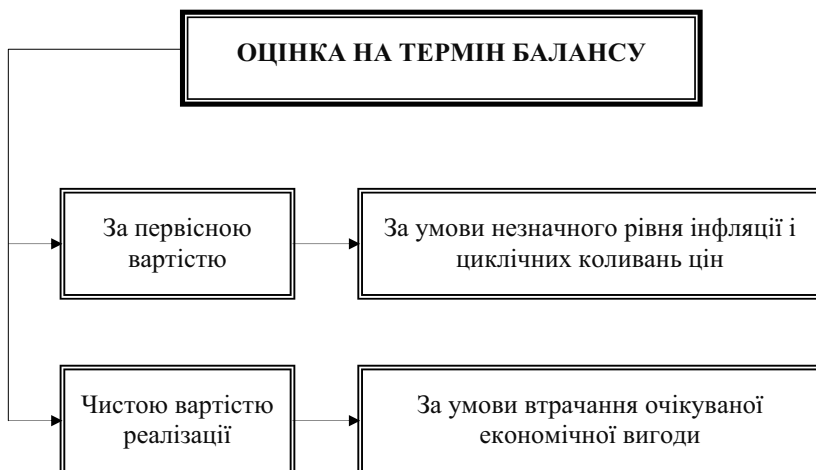 ОЦІНКА НА ТЕРМІН БАЛАНСУ
За первісною
вартістю
За умови незначного рівня інфляції і
циклічних коливань цін
Чистою вартістю
реалізації
За умови втрачання очікуваної
економічної вигоди